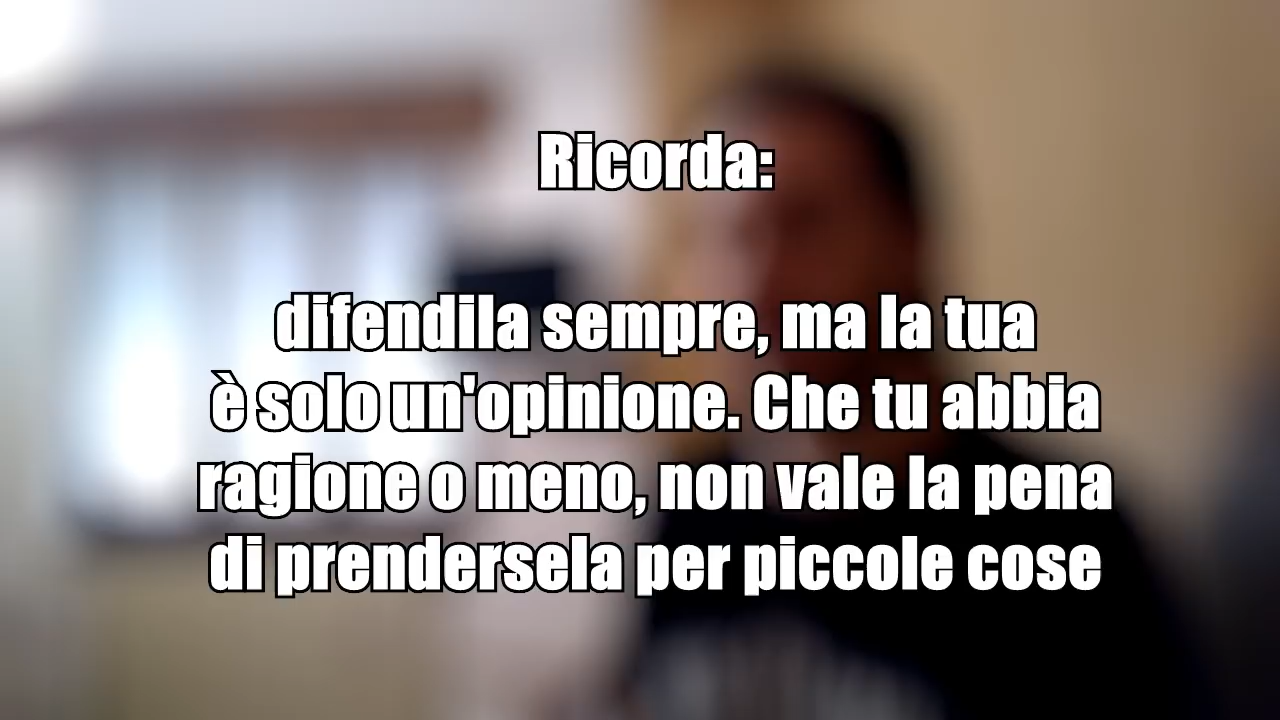 Ricorda:
difendila sempre, ma la tua
è solo un'opinione. Che tu abbia
ragione o meno, non vale la pena
di prendersela per piccole cose